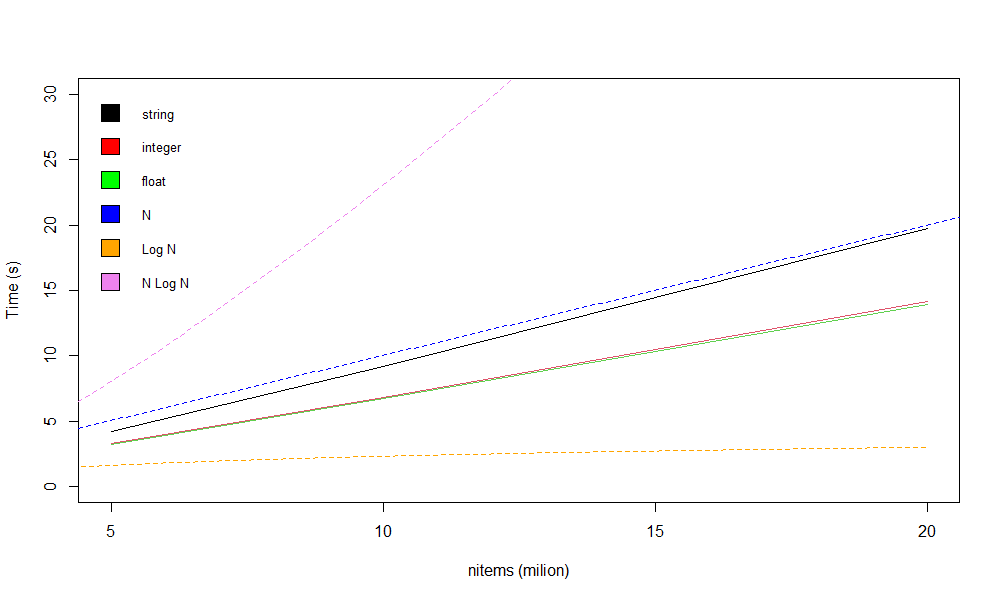 30
25
20
15
10
5
0
Time (s)
string
integer
float
N
Log N
N Log N
5 10 15 20
nitems (milion)